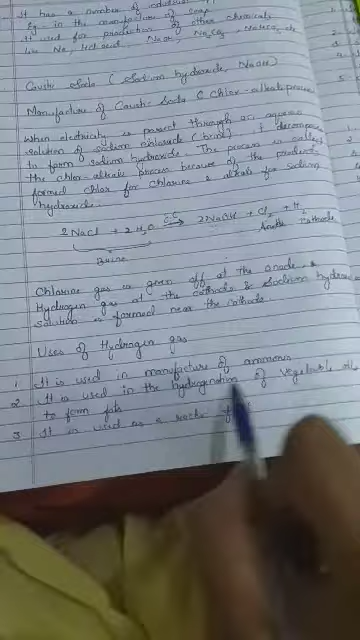 It has a number of industrial
Eg - in the manufacture of soap
It used for production of other chemicals
like Na, HCl NaOH, Na2CO3, NaHCO3, etc
Caustic Soda (Sodium hydroxide, NaOH)
Manufacture of Caustic Soda (Chlor-alkali process
When electricity is passed through an aqueous
solution of sodium chloride (brine), it decomposes
to form sodium hydroxide. The process is called
the chlor-alkali process because of the products
formed chlor for chlorine & alkali for sodium
hydroxide.
2NaCl + 2H2O → 2NaOH + Cl2 + H2
Anode Cathode
Brine
Chlorine gas is given off at the anode &
Hydrogen gas at the cathode & sodium hydroxide
solution is formed near the cathode.
Uses of Hydrogen gas
1 It is used in manufacture of ammonia
2 It is used in the hydrogenation of vegetable oil
to form fats
3 It is used as a rocket